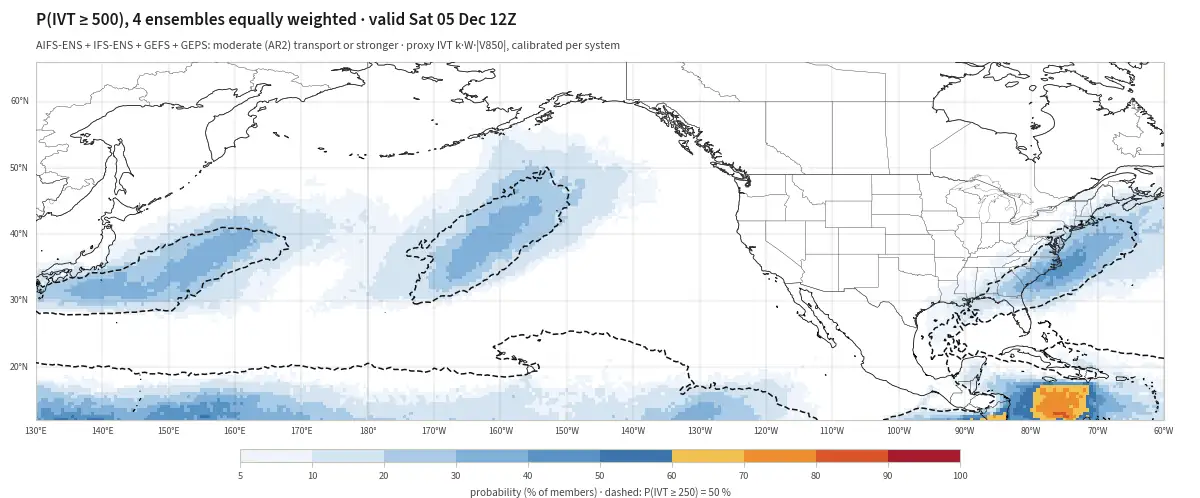 P(IVT ≥ 500), 4 ensembles equally weighted · valid Sat 05 Dec 12Z
AIFS-ENS + IFS-ENS + GEFS + GEPS: moderate (AR2) transport or stronger · proxy IVT k·W·|V850|, calibrated per system
60°N
50°N
40°N
30°N
20°N
130°E 140°E 150°E 160°E 170°E 180° 170°W 160°W 150°W 140°W 130°W 120°W 110°W 100°W 90°W 80°W 70°W 60°W
5 10 20 30 40 50 60 70 80 90 100
probability (% of members) · dashed: P(IVT ≥ 250) = 50 %